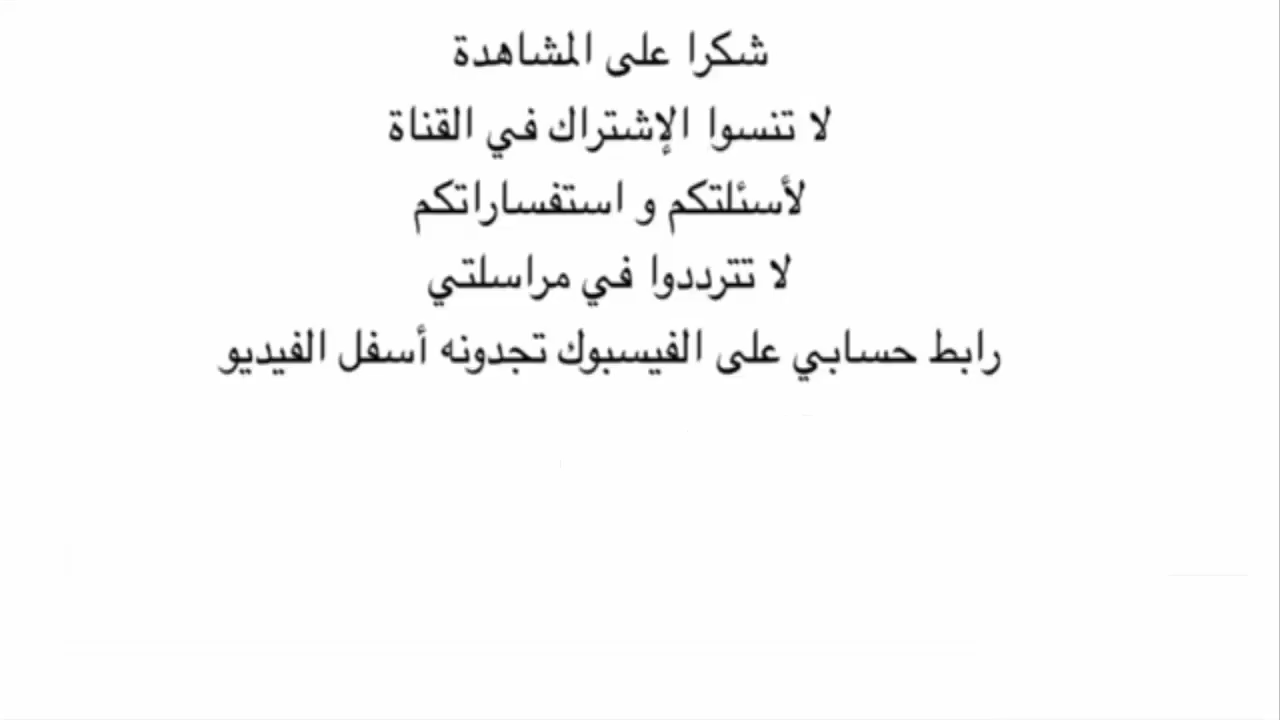 شكرا على المشاهدة
لا تنسوا الإشتراك في القناة
لأسئلتكم و استفساراتكم
لا تترددوا في مراسلتي
رابط حسابي على الفيسبوك تجدونه أسفل الفيديو